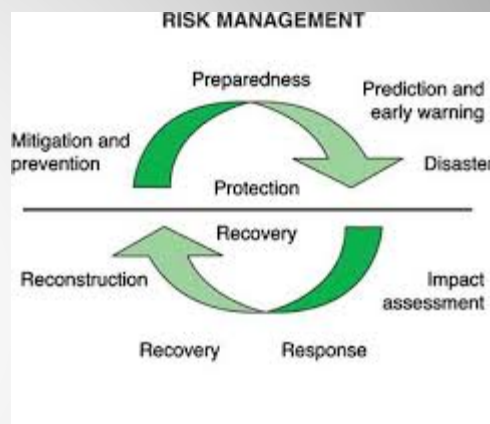 RISK MANAGEMENT
Preparedness
Prediction and
early warning
Mitigation and
prevention
Disaster
Protection
Recovery
Reconstruction
Impact
assessment
Recovery
Response